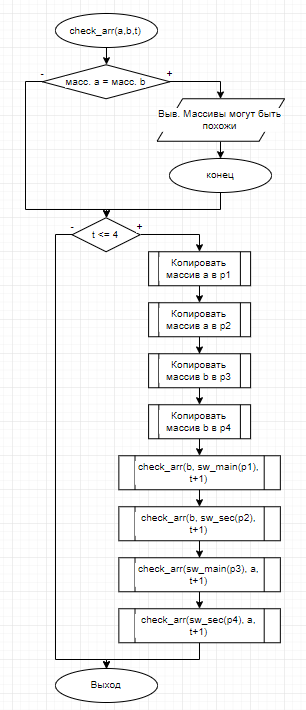 check_arr(a,b,t)
-
+
масс. a = масс. b
Выв. Массивы могут быть
похожи
конец
-
+
t <= 4
Копировать
массив a в p1
Копировать
массив a в p2
Копировать
массив b в p3
Копировать
массив b в p4
check_arr(b, sw_main(p1),
t+1)
check_arr(b, sw_sec(p2),
t+1)
check_arr(sw_main(p3), a,
t+1)
check_arr(sw_sec(p4), a,
t+1)
Выход